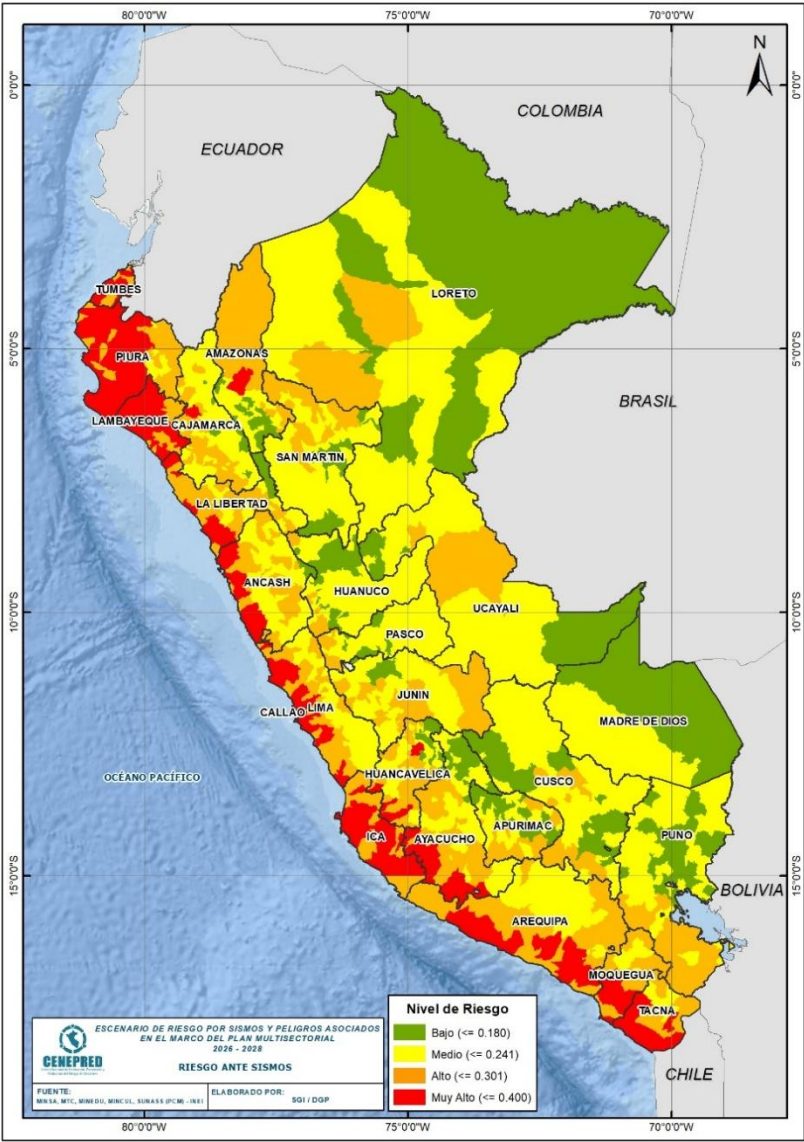 80°0'0"W
75°0'0"W
70°0'0"W
N
0°0'0"
0°0'0"
COLOMBIA
ECUADOR
TUMBES
LORETO
5°0'0"S
5°0'0"S
PIURA
AMAZONAS
BRASIL
LAMBAYEQUE
CAJAMARCA
SAN MARTIN
LA LIBERTAD
ANCASH
HUANUCO
UCAYALI
10°0'0"S
10°0'0"S
PASCO
JUNIN
CALLAO
LIMA
MADRE DE DIOS
OCÉANO PACÍFICO
HUANCAVELICA
CUSCO
ICA
AYACUCHO
APURIMAC
PUNO
15°0'0"S
15°0'0"S
BOLIVIA
AREQUIPA
MOQUEGUA
TACNA
CHILE
Nivel de Riesgo
Bajo (<= 0.180)
Medio (<= 0.241)
Alto (<= 0.301)
Muy Alto (<= 0.400)
CENEPRED
ESCENARIO DE RIESGO POR SISMOS Y PELIGROS ASOCIADOS
EN EL MARCO DEL PLAN MULTISECTORIAL
2026 - 2028
RIESGO ANTE SISMOS
FUENTE:
MINSA, MTC, MINEDU, MINCUL, SUNASS (PCM) - INEI
ELABORADO POR:
SGI / DGP
80°0'0"W
75°0'0"W
70°0'0"W